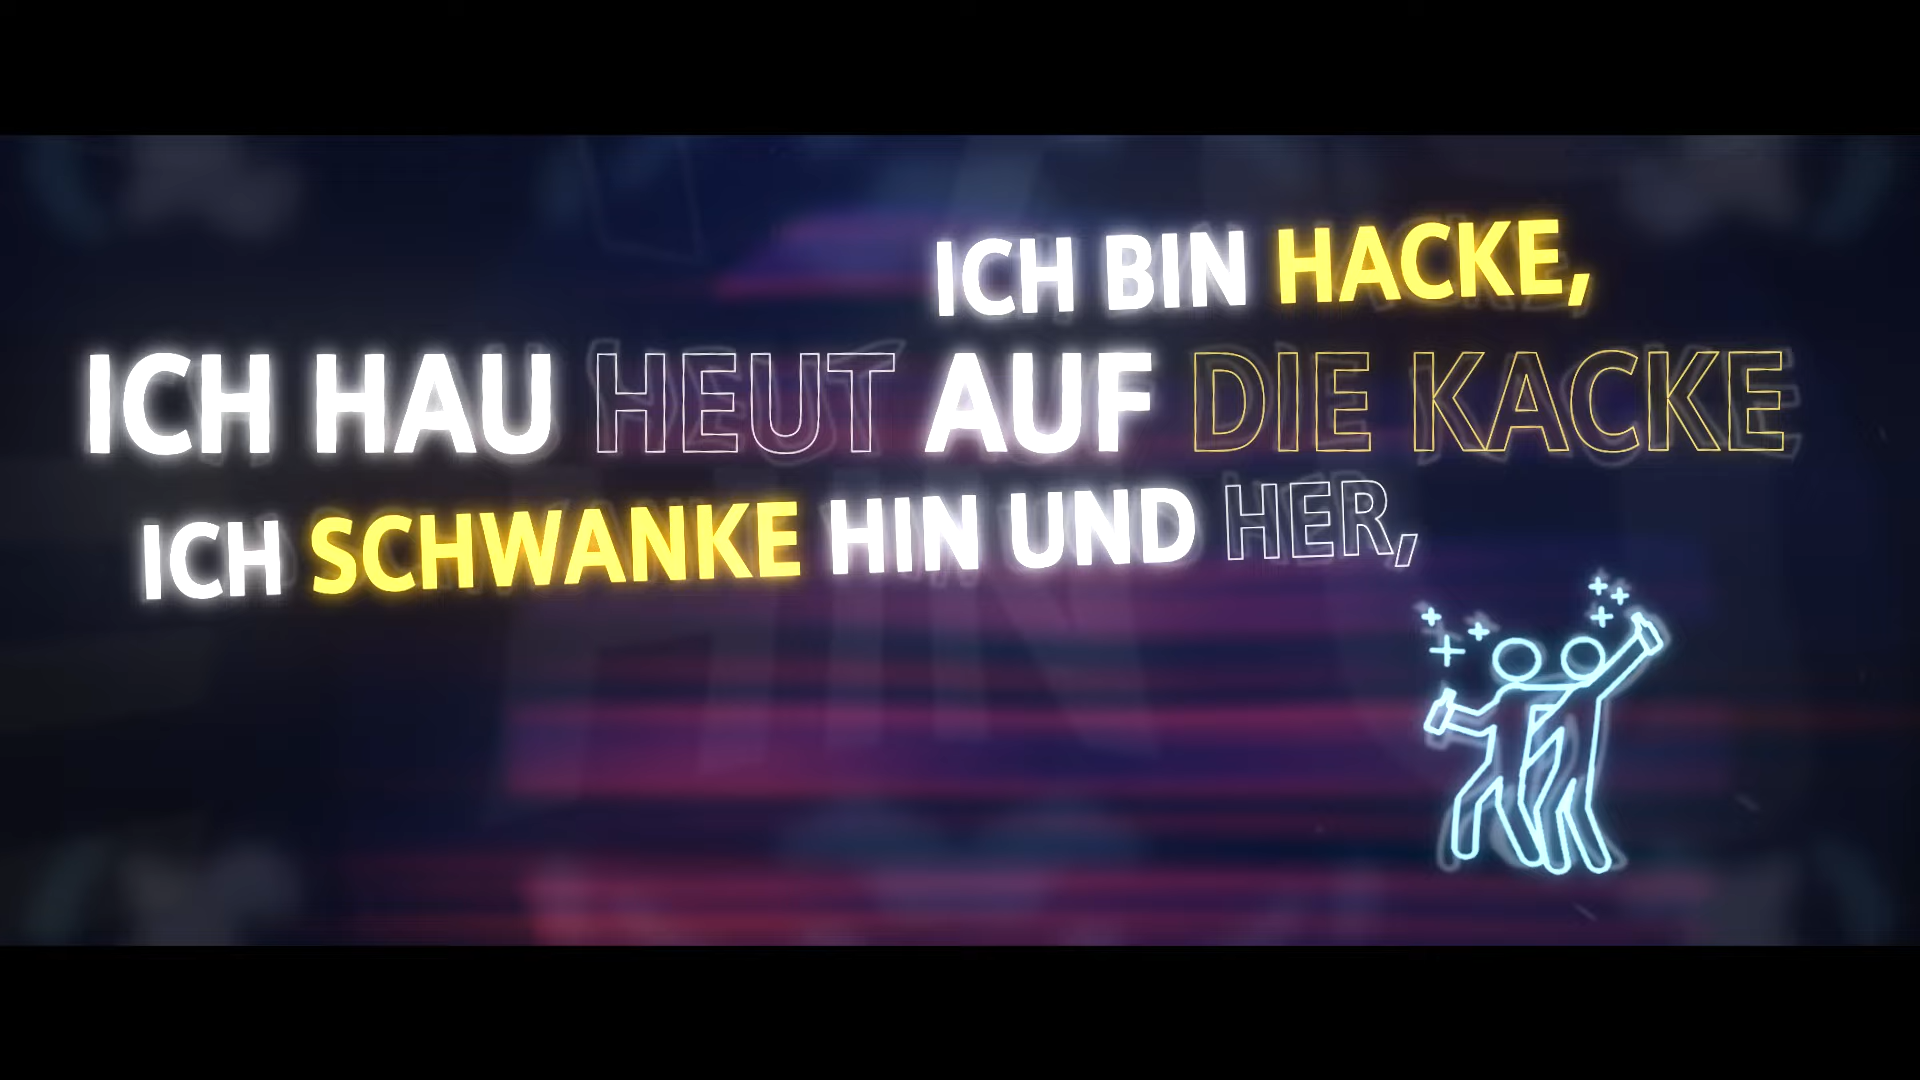 ICH BIN HACKE,
ICH HAU HEUT AUF DIE KACKE
ICH SCHWANKE HIN UND HER,